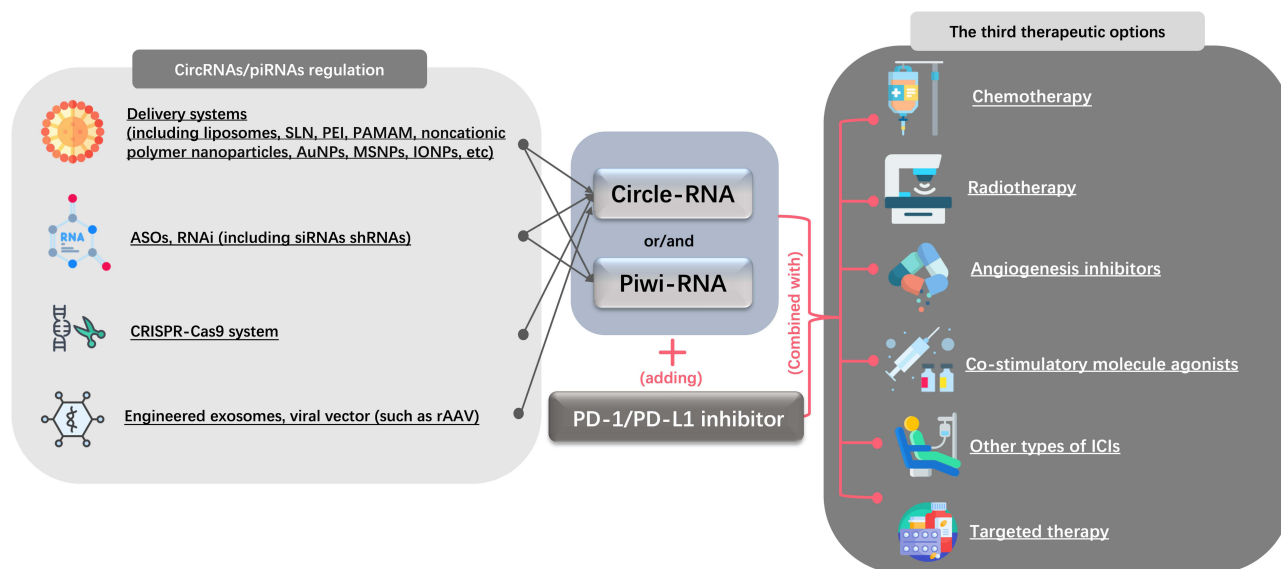 CircRNAs/piRNAs regulation
Delivery systems
(including liposomes, SLN, PEI, PAMAM, noncationic
polymer nanoparticles, AuNPs, MSNPs, IONPs, etc)
RNA
ASOs, RNAi (including siRNAs shRNAs)
CRISPR-Cas9 system
Engineered exosomes, viral vector (such as rAAV)
Circle-RNA
or/and
Piwi-RNA
+
(adding)
PD-1/PD-L1 inhibitor
(Combined with)
The third therapeutic options
Chemotherapy
Radiotherapy
Angiogenesis inhibitors
Co-stimulatory molecule agonists
Other types of ICIs
Targeted therapy